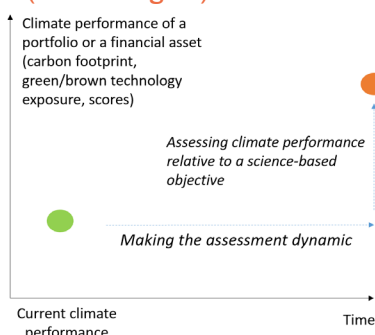 Climate performance of a
portfolio or a financial asset
(carbon footprint,
green/brown technology
exposure, scores)
Assessing climate performance
relative to a science-based
objective
Making the assessment dynamic
Current climate
performance
Time